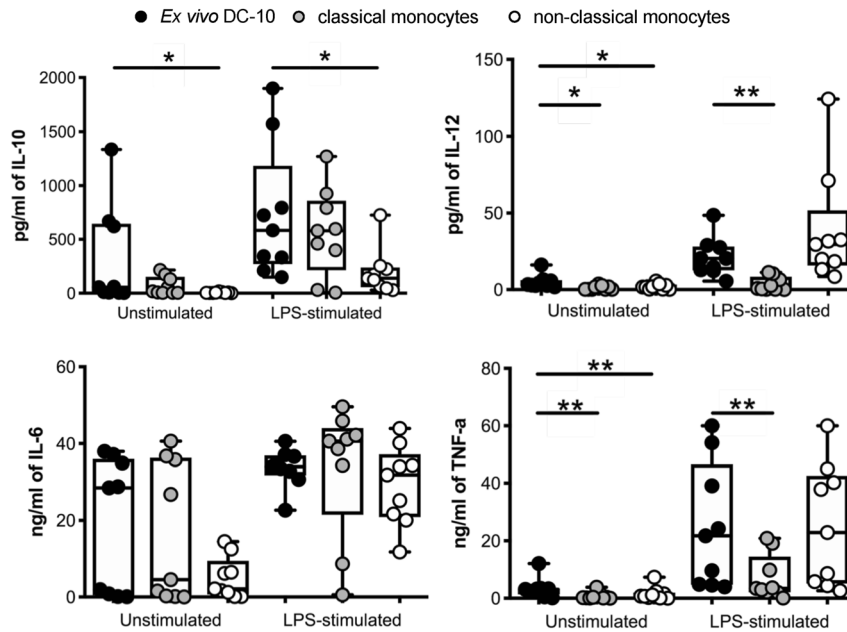 Ex vivo DC-10 classical monocytes non-classical monocytes
* *
2000
1500
1000
500
0
pg/ml of IL-10
Unstimulated LPS-stimulated
*
* **
150
100
50
0
pg/ml of IL-12
Unstimulated LPS-stimulated
60
40
20
0
ng/ml of IL-6
Unstimulated LPS-stimulated
**
** **
80
60
40
20
0
ng/ml of TNF-a
Unstimulated LPS-stimulated